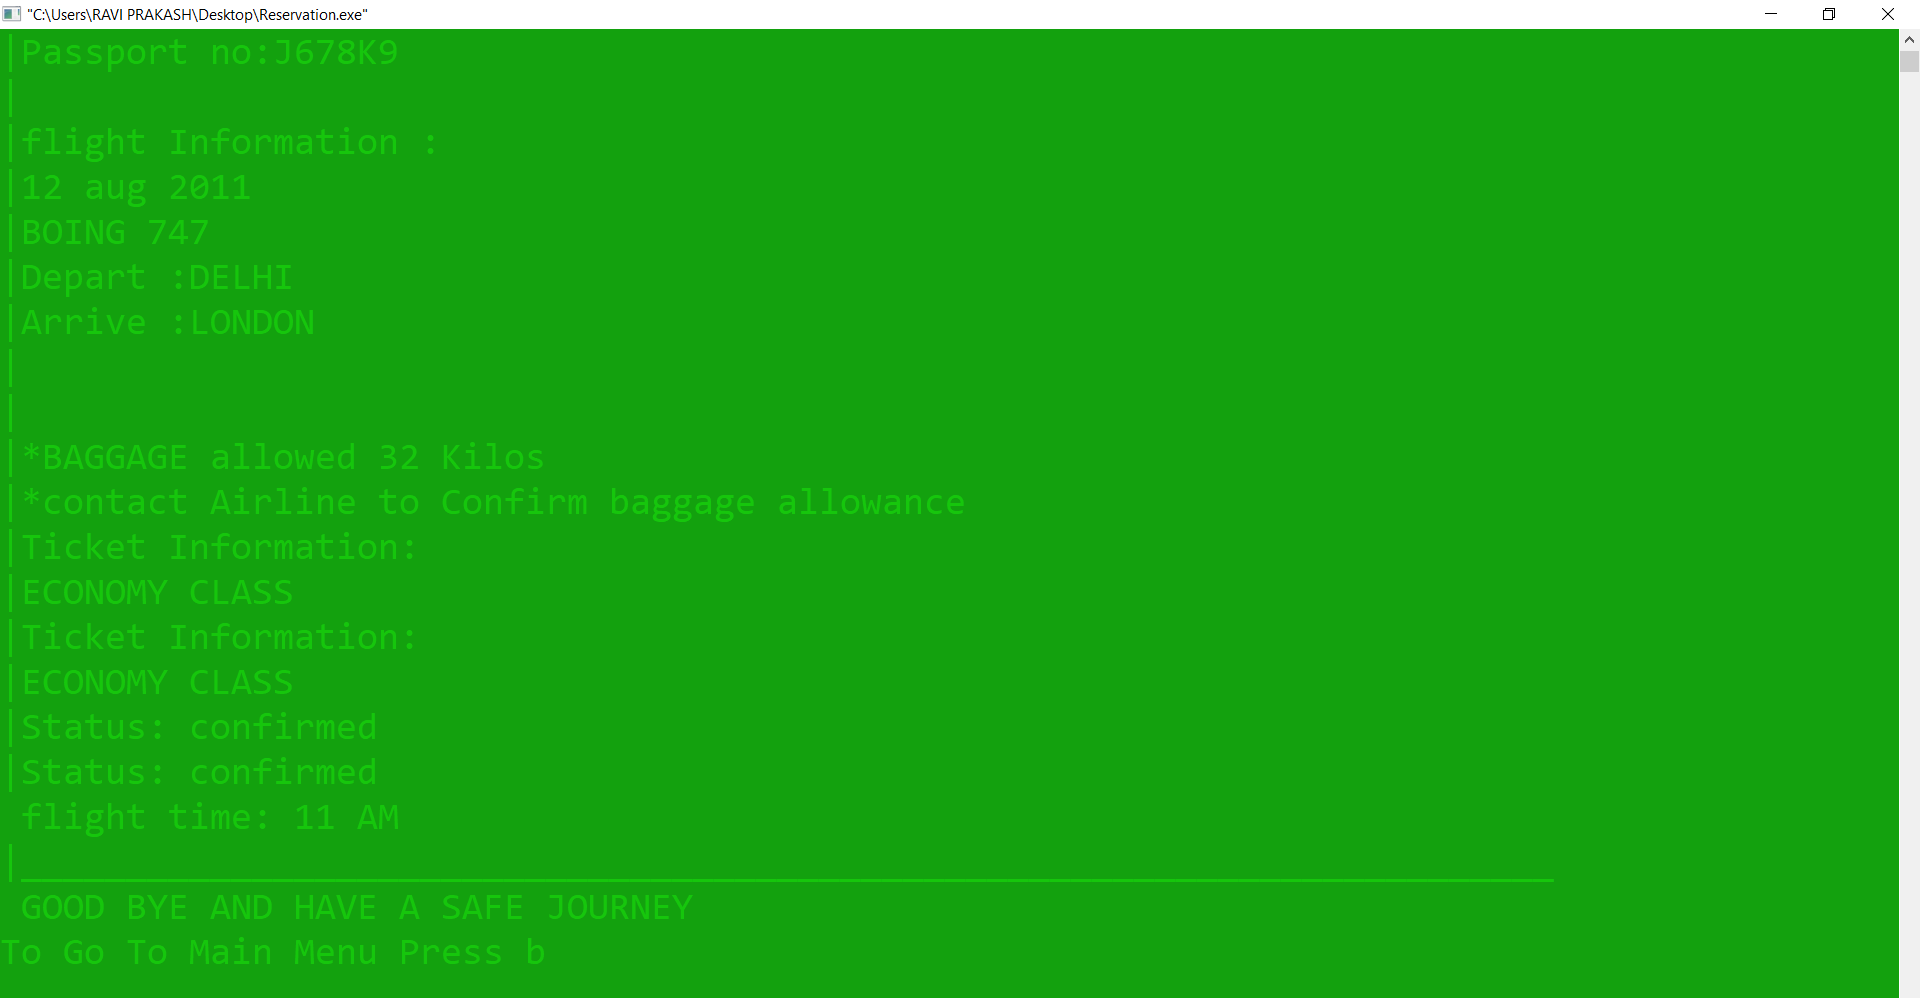 "C:\Users\RAVI PRAKASH\Desktop\Reservation.exe"
|Passport no:J678K9
|
|flight Information :
|12 aug 2011
|BOING 747
|Depart :DELHI
|Arrive :LONDON
|
|
|*BAGGAGE allowed 32 Kilos
|*contact Airline to Confirm baggage allowance
|Ticket Information:
|ECONOMY CLASS
|Ticket Information:
|ECONOMY CLASS
|Status: confirmed
|Status: confirmed
flight time: 11 AM
|_________________________________________________________________________
GOOD BYE AND HAVE A SAFE JOURNEY
To Go To Main Menu Press b